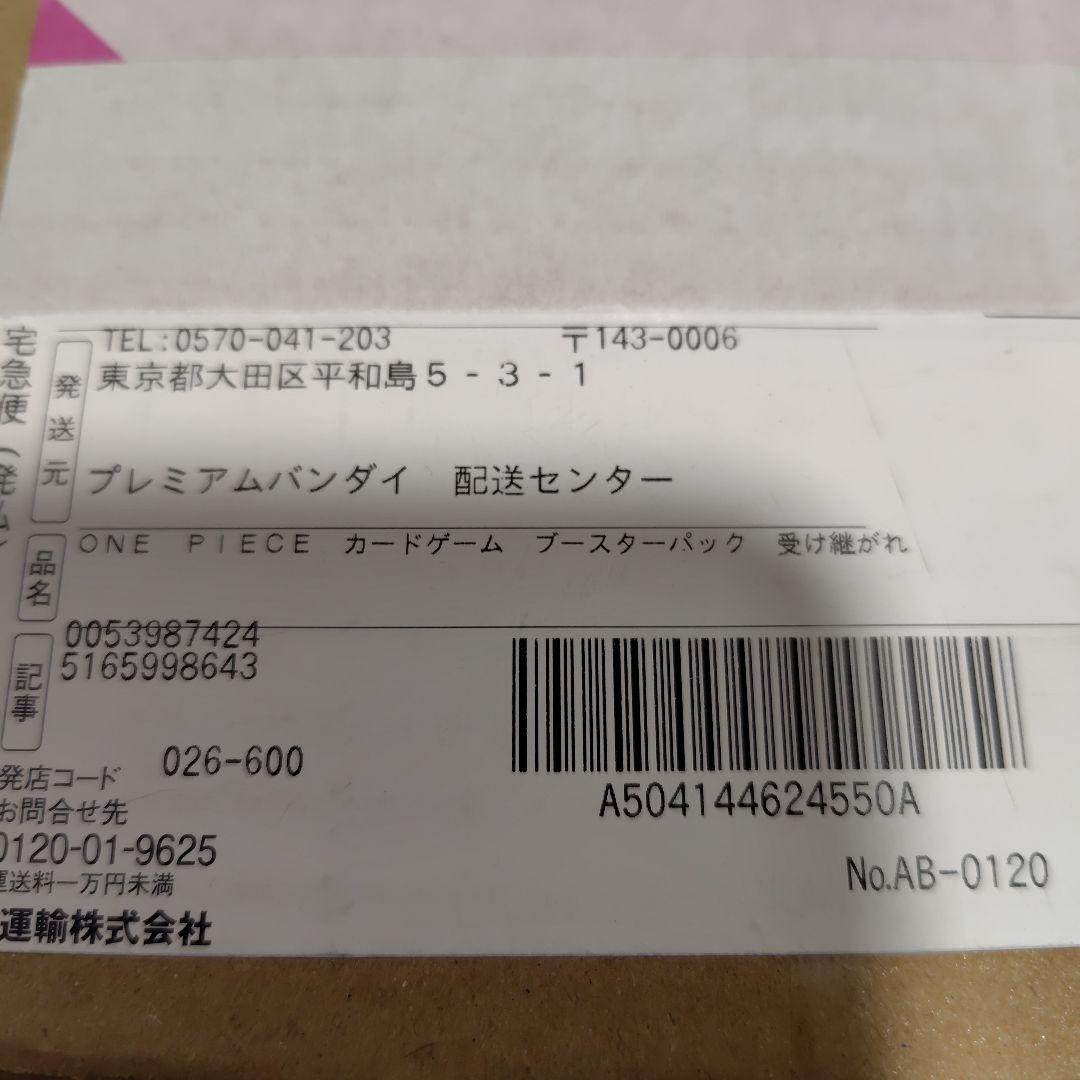 宅急便（発払
発送元
TEL:0570-041-203 〒143-0006
東京都大田区平和島5-3-1
プレミアムバンダイ 配送センター
品名
ONE PIECE カードゲーム ブースターパック 受け継がれ
記事
0053987424
5165998643
発店コード 026-600
お問合せ先
0120-01-9625
運送料一万円未満
運輸株式会社
A504144624550A
No.AB-0120